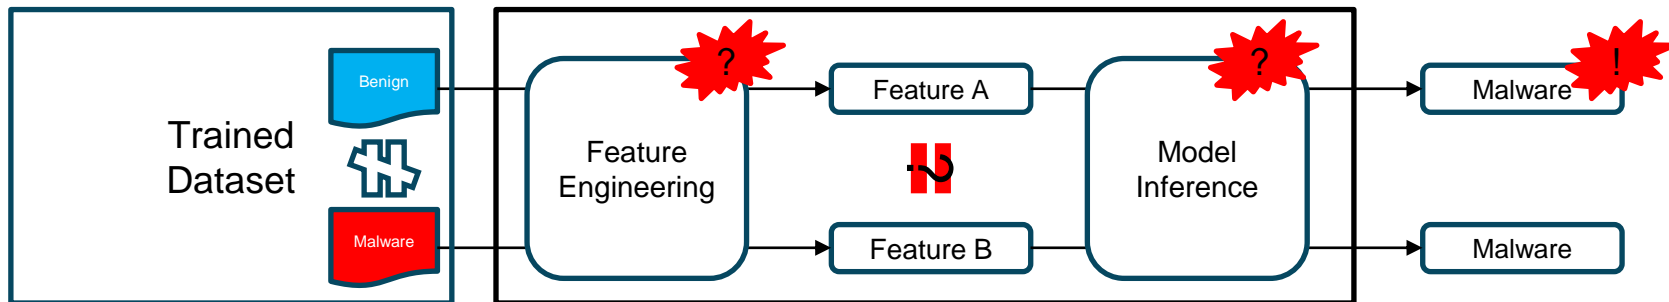 Trained
Dataset
Benign
Malware
Feature
Engineering
?
Feature A
?
Feature B
Model
Inference
?
Malware
!
Malware